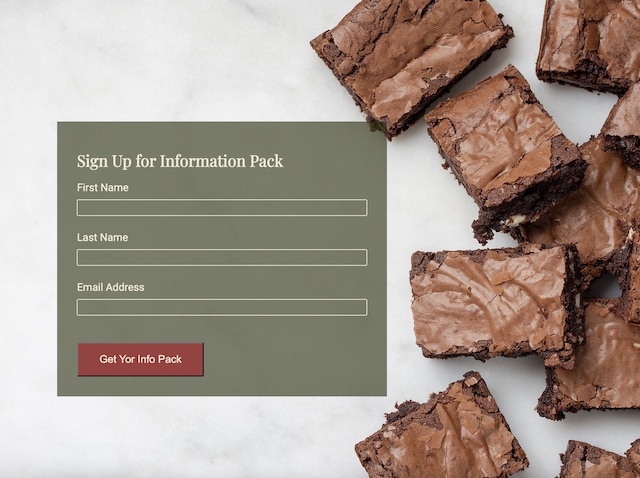 Sign Up for Information Pack
First Name
Last Name
Email Address
Get Yor Info Pack